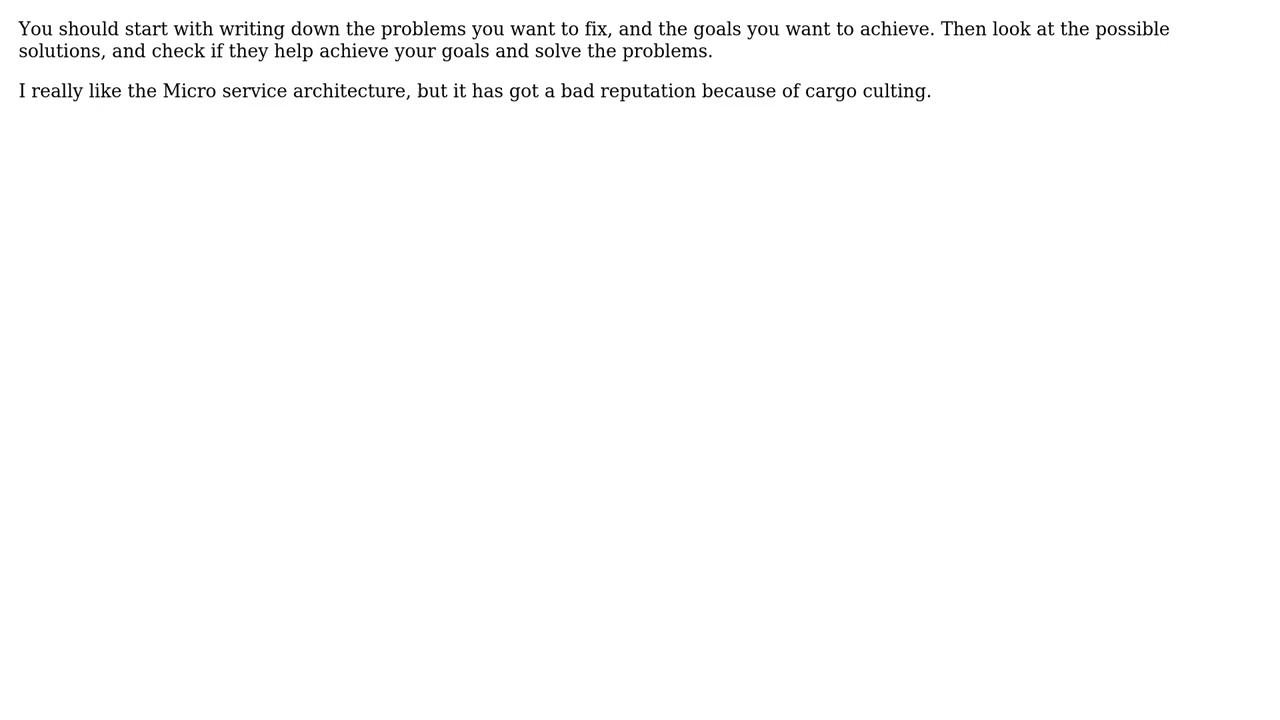 You should start with writing down the problems you want to fix, and the goals you want to achieve. Then look at the possible
solutions, and check if they help achieve your goals and solve the problems.
I really like the Micro service architecture, but it has got a bad reputation because of cargo culting.